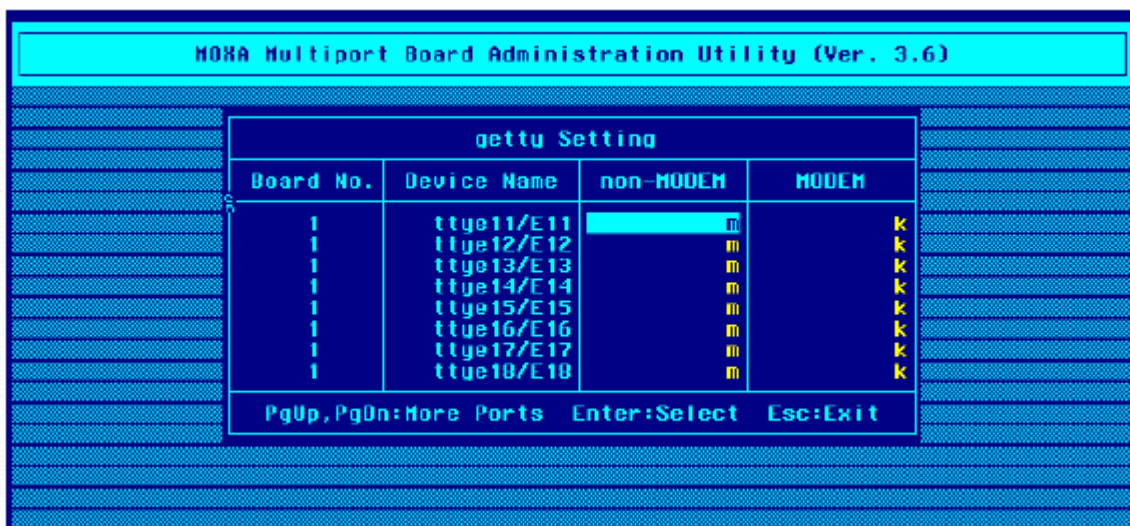 MOXA Multiport Board Administration Utility (Ver. 3.6)
getty Setting
Board No. Device Name non-MODEM MODEM
1 ttye11/E11 m k
1 ttye12/E12 m k
1 ttye13/E13 m k
1 ttye14/E14 m k
1 ttye15/E15 m k
1 ttye16/E16 m k
1 ttye17/E17 m k
1 ttye18/E18 m k
PgUp,PgDn:More Ports Enter:Select Esc:Exit